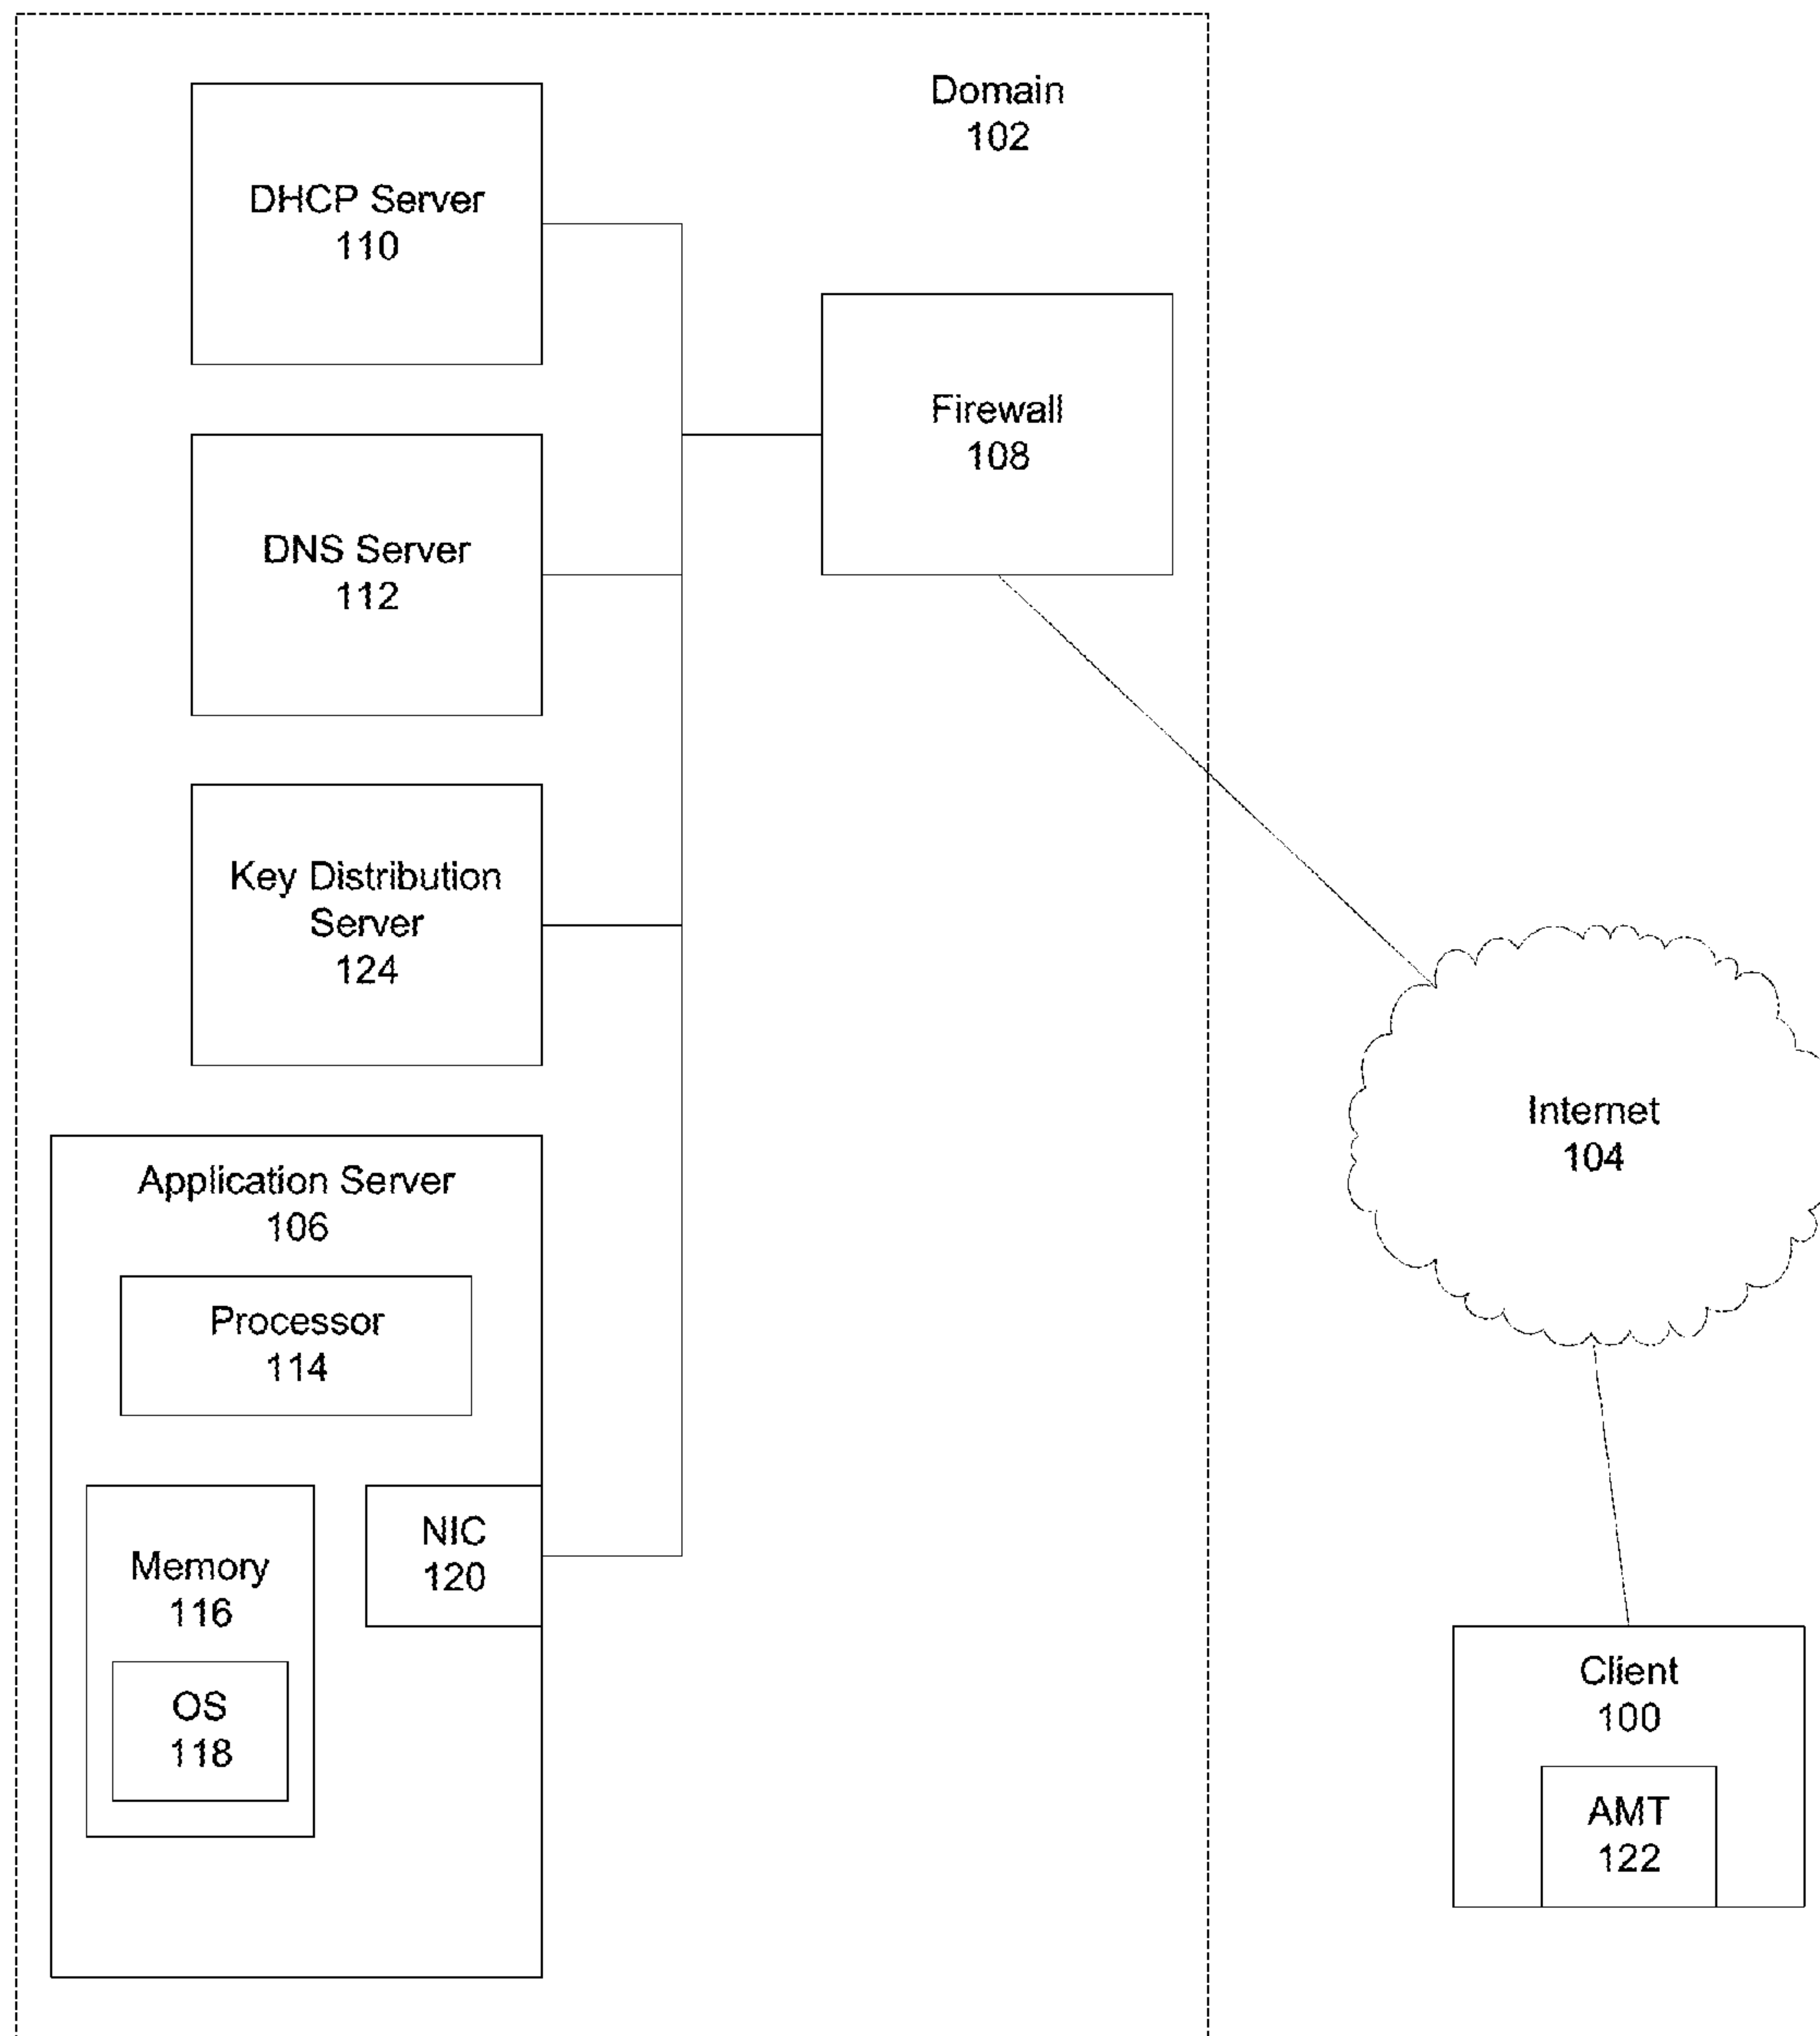 Domain
102
DHCP Server
110
Firewall
108
DNS Server
112
Key Distribution
Server
124
Internet
104
Application Server
106
Processor
114
NIC
120
Memory
116
OS
118
Client
100
AMT
122